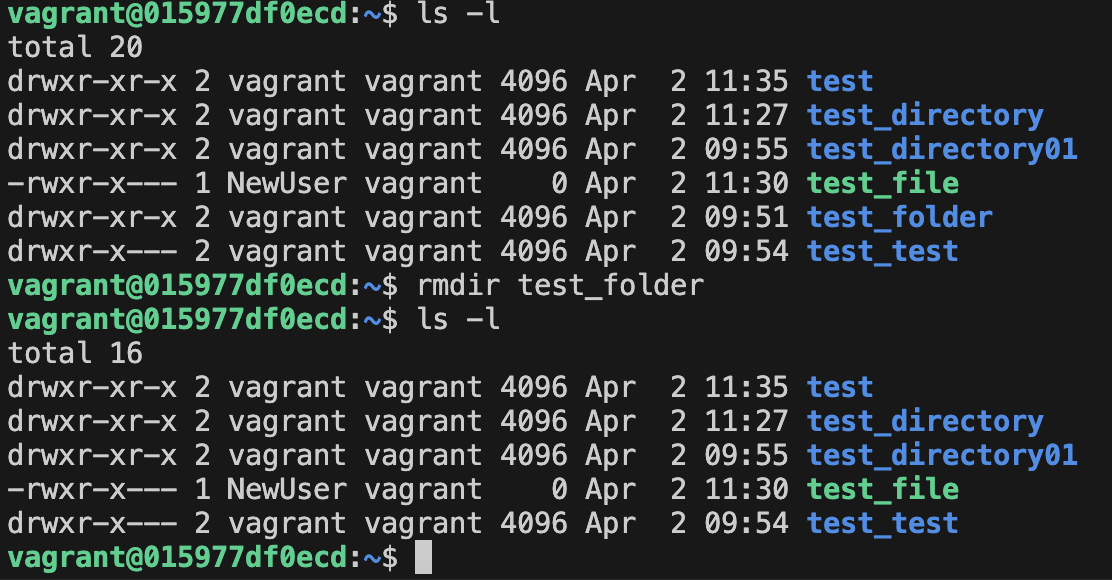 vagrant@015977df0ecd:~$ ls -l
total 20
drwxr-xr-x 2 vagrant vagrant 4096 Apr  2 11:35 test
drwxr-xr-x 2 vagrant vagrant 4096 Apr  2 11:27 test_directory
drwxr-xr-x 2 vagrant vagrant 4096 Apr  2 09:55 test_directory01
-rwxr-x--- 1 NewUser vagrant    0 Apr  2 11:30 test_file
drwxr-xr-x 2 vagrant vagrant 4096 Apr  2 09:51 test_folder
drwxr-x--- 2 vagrant vagrant 4096 Apr  2 09:54 test_test
vagrant@015977df0ecd:~$ rmdir test_folder
vagrant@015977df0ecd:~$ ls -l
total 16
drwxr-xr-x 2 vagrant vagrant 4096 Apr  2 11:35 test
drwxr-xr-x 2 vagrant vagrant 4096 Apr  2 11:27 test_directory
drwxr-xr-x 2 vagrant vagrant 4096 Apr  2 09:55 test_directory01
-rwxr-x--- 1 NewUser vagrant    0 Apr  2 11:30 test_file
drwxr-x--- 2 vagrant vagrant 4096 Apr  2 09:54 test_test
vagrant@015977df0ecd:~$